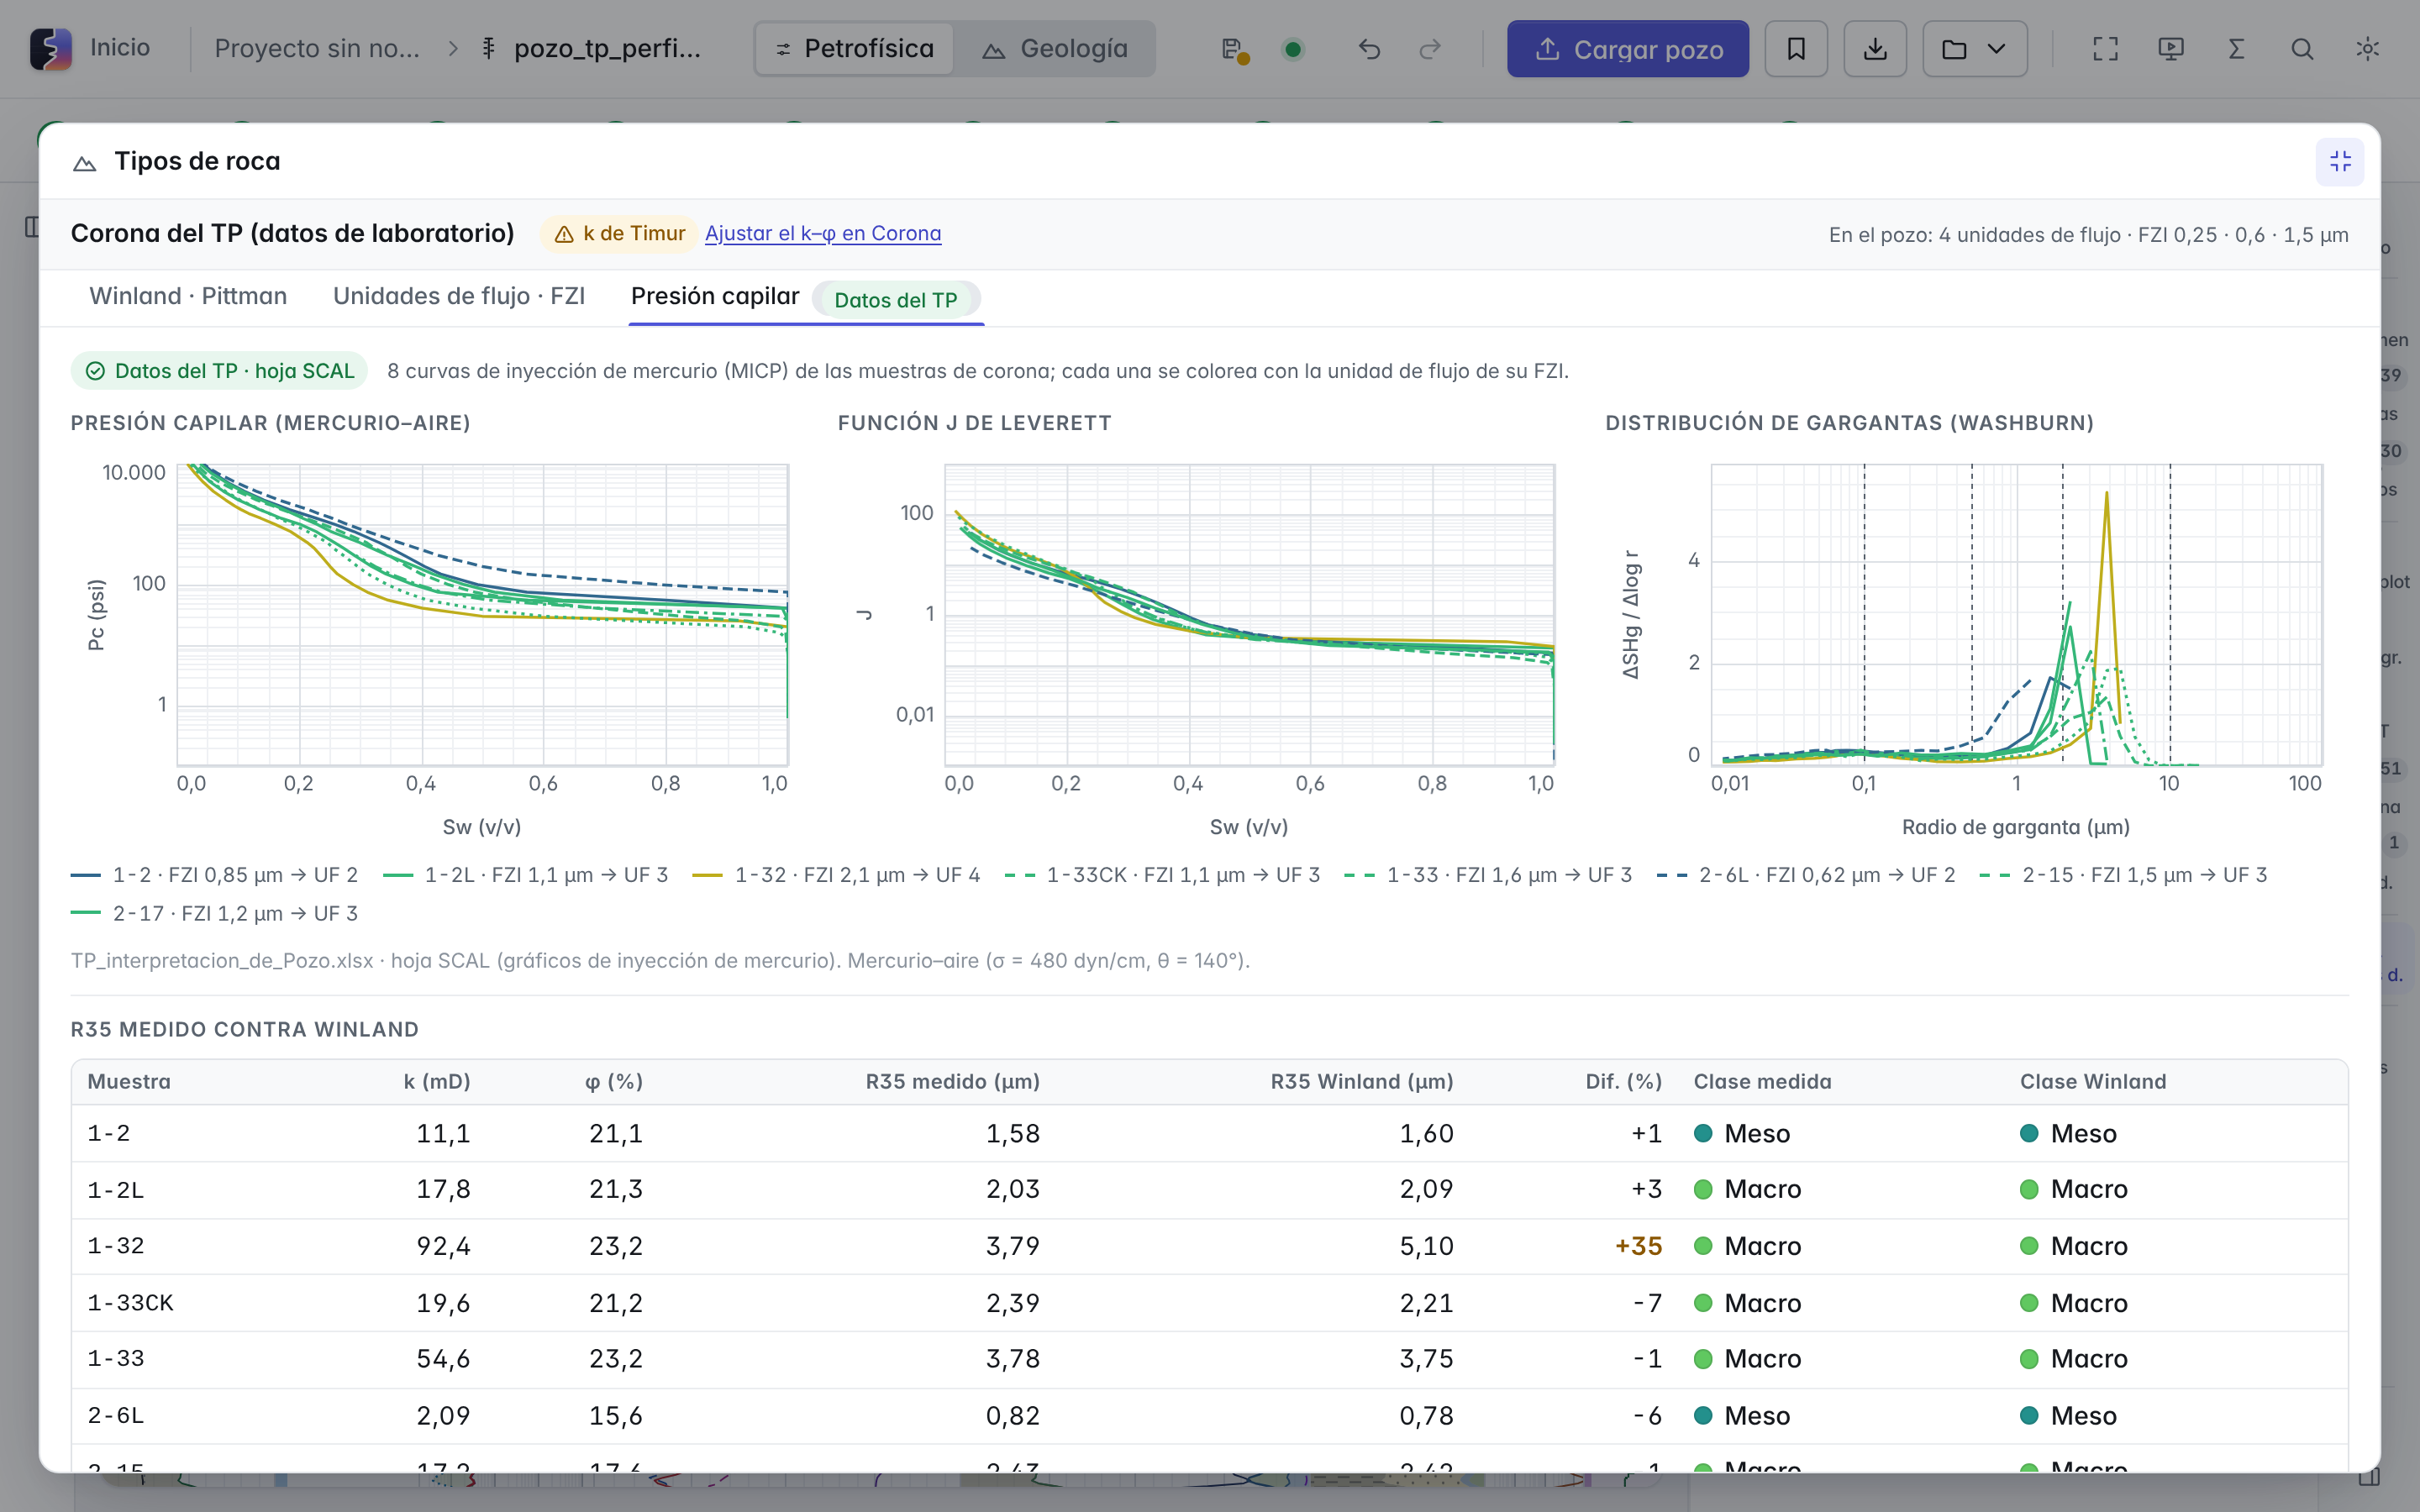 Inicio
Proyecto sin no...
pozo_tp_perfi...
Petrofísica
Geología
Cargar pozo
Tipos de roca
Corona del TP (datos de laboratorio)
k de Timur
Ajustar el k–φ en Corona
En el pozo: 4 unidades de flujo · FZI 0,25 · 0,6 · 1,5 µm
Winland · Pittman
Unidades de flujo · FZI
Presión capilar
Datos del TP
Datos del TP · hoja SCAL
8 curvas de inyección de mercurio (MICP) de las muestras de corona; cada una se colorea con la unidad de flujo de su FZI.
PRESIÓN CAPILAR (MERCURIO–AIRE)
10.000
100
1
Pc (psi)
0,0 0,2 0,4 0,6 0,8 1,0
Sw (v/v)
FUNCIÓN J DE LEVERETT
100
1
0,01
J
0,0 0,2 0,4 0,6 0,8 1,0
Sw (v/v)
DISTRIBUCIÓN DE GARGANTAS (WASHBURN)
4
2
0
ΔSHg / Δlog r
0,01 0,1 1 10 100
Radio de garganta (µm)
1-2 · FZI 0,85 µm → UF 2
1-2L · FZI 1,1 µm → UF 3
1-32 · FZI 2,1 µm → UF 4
1-33CK · FZI 1,1 µm → UF 3
1-33 · FZI 1,6 µm → UF 3
2-6L · FZI 0,62 µm → UF 2
2-15 · FZI 1,5 µm → UF 3
2-17 · FZI 1,2 µm → UF 3
TP_interpretacion_de_Pozo.xlsx · hoja SCAL (gráficos de inyección de mercurio). Mercurio–aire (σ = 480 dyn/cm, θ = 140°).
R35 MEDIDO CONTRA WINLAND
Muestra k (mD) φ (%) R35 medido (µm) R35 Winland (µm) Dif. (%) Clase medida Clase Winland
1-2 11,1 21,1 1,58 1,60 +1 Meso Meso
1-2L 17,8 21,3 2,03 2,09 +3 Macro Macro
1-32 92,4 23,2 3,79 5,10 +35 Macro Macro
1-33CK 19,6 21,2 2,39 2,21 -7 Macro Macro
1-33 54,6 23,2 3,78 3,75 -1 Macro Macro
2-6L 2,09 15,6 0,82 0,78 -6 Meso Meso
2-15 17,2 17,6 2,43 2,42 Macro Macro